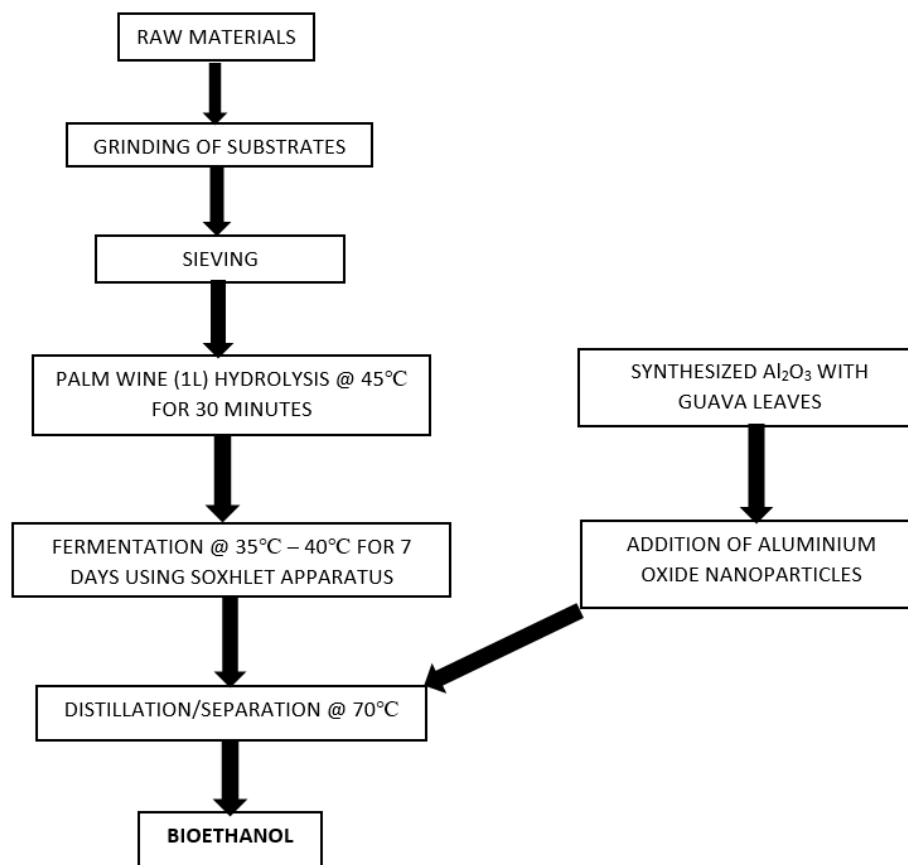 RAW MATERIALS
GRINDING OF SUBSTRATES
SIEVING
PALM WINE (1L) HYDROLYSIS @ 45℃
FOR 30 MINUTES
FERMENTATION @ 35℃ – 40℃ FOR 7
DAYS USING SOXHLET APPARATUS
SYNTHESIZED Al₂O₃ WITH
GUAVA LEAVES
ADDITION OF ALUMINIUM
OXIDE NANOPARTICLES
DISTILLATION/SEPARATION @ 70℃
BIOETHANOL